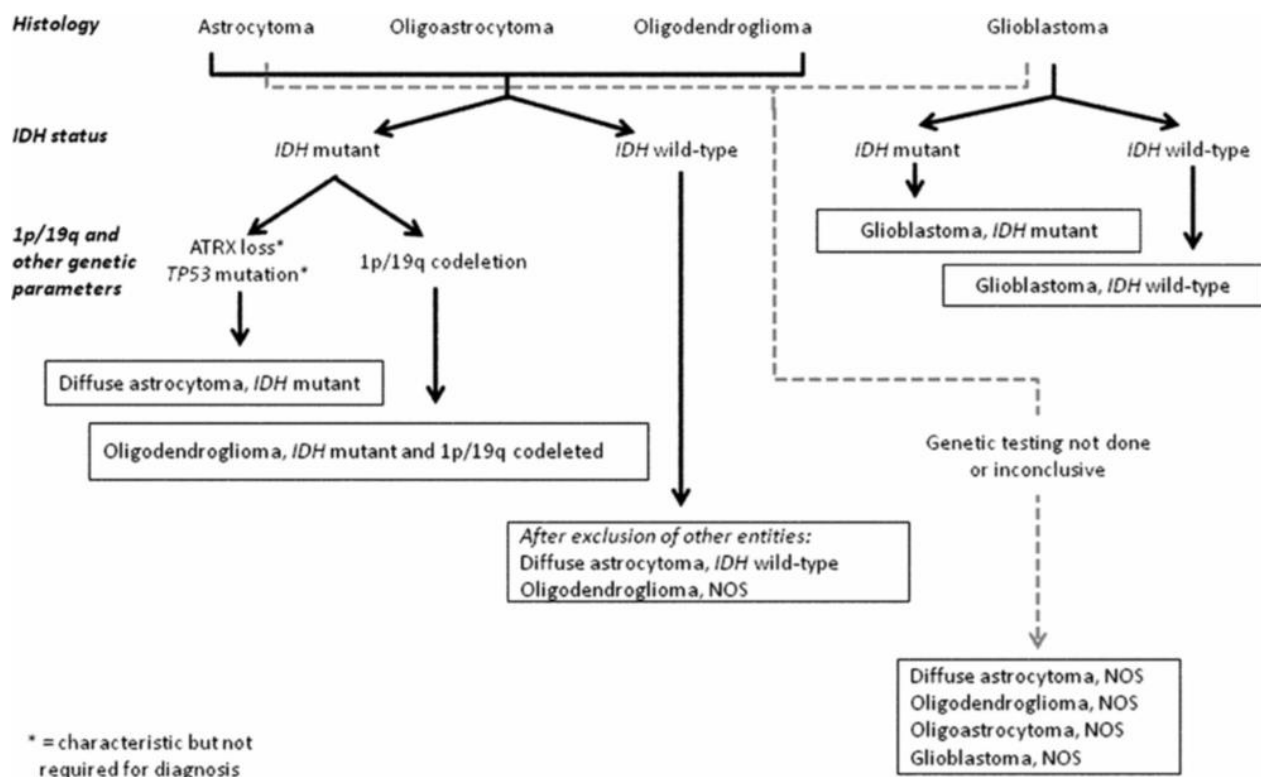 Histology
Astrocytoma
Oligoastrocytoma
Oligodendroglioma
Glioblastoma
IDH status
IDH mutant
IDH wild-type
IDH mutant
IDH wild-type
Glioblastoma, IDH mutant
Glioblastoma, IDH wild-type
1p/19q and
other genetic
parameters
ATRX loss*
TP53 mutation*
1p/19q codeletion
Diffuse astrocytoma, IDH mutant
Oligodendroglioma, IDH mutant and 1p/19q codeleted
Genetic testing not done
or inconclusive
After exclusion of other entities:
Diffuse astrocytoma, IDH wild-type
Oligodendroglioma, NOS
Diffuse astrocytoma, NOS
Oligodendroglioma, NOS
Oligoastrocytoma, NOS
Glioblastoma, NOS
* = characteristic but not
required for diagnosis